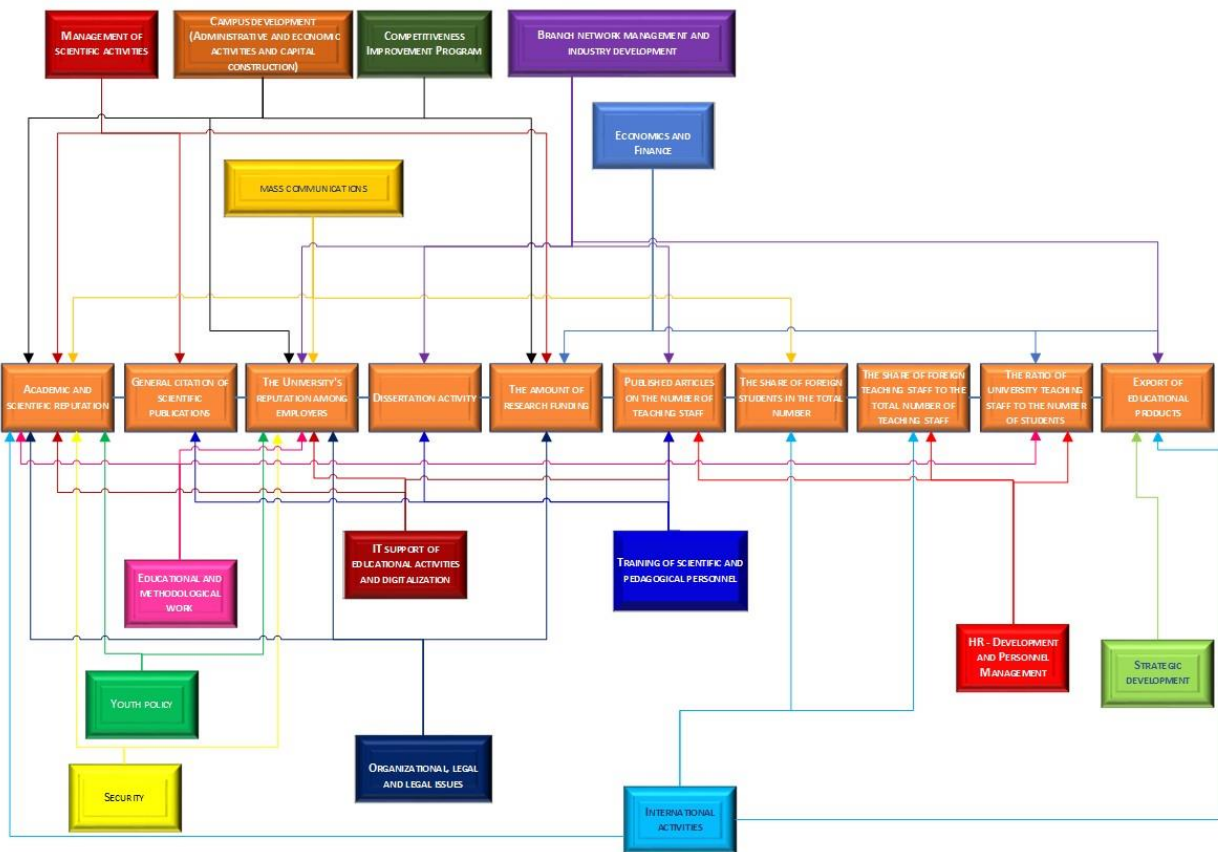 MANAGEMENT OF
SCIENTIFIC ACTIVITIES
CAMPUS DEVELOPMENT
(ADMINISTRATIVE AND ECONOMIC
ACTIVITIES AND CAPITAL
CONSTRUCTION)
COMPETITIVENESS
IMPROVEMENT PROGRAM
BRANCH NETWORK MANAGEMENT AND
INDUSTRY DEVELOPMENT
ECONOMICS AND
FINANCE
MASS COMMUNICATIONS
ACADEMIC AND
SCIENTIFIC REPUTATION
GENERAL CITATION OF
SCIENTIFIC
PUBLICATIONS
THE UNIVERSITY'S
REPUTATION AMONG
EMPLOYERS
DISSERTATION ACTIVITY
THE AMOUNT OF
RESEARCH FUNDING
PUBLISHED ARTICLES
ON THE NUMBER OF
TEACHING STAFF
THE SHARE OF FOREIGN
STUDENTS IN THE TOTAL
NUMBER
THE SHARE OF FOREIGN
TEACHING STAFF TO THE
TOTAL NUMBER OF
TEACHING STAFF
THE RATIO OF
UNIVERSITY TEACHING
STAFF TO THE NUMBER
OF STUDENTS
EXPORT OF
EDUCATIONAL
PRODUCTS
IT SUPPORT OF
EDUCATIONAL ACTIVITIES
AND DIGITALIZATION
TRAINING OF SCIENTIFIC AND
PEDAGOGICAL PERSONNEL
EDUCATIONAL AND
METHODOLOGICAL
WORK
HR - DEVELOPMENT
AND PERSONNEL
MANAGEMENT
STRATEGIC
DEVELOPMENT
YOUTH POLICY
ORGANIZATIONAL, LEGAL
AND LEGAL ISSUES
SECURITY
INTERNATIONAL
ACTIVITIES